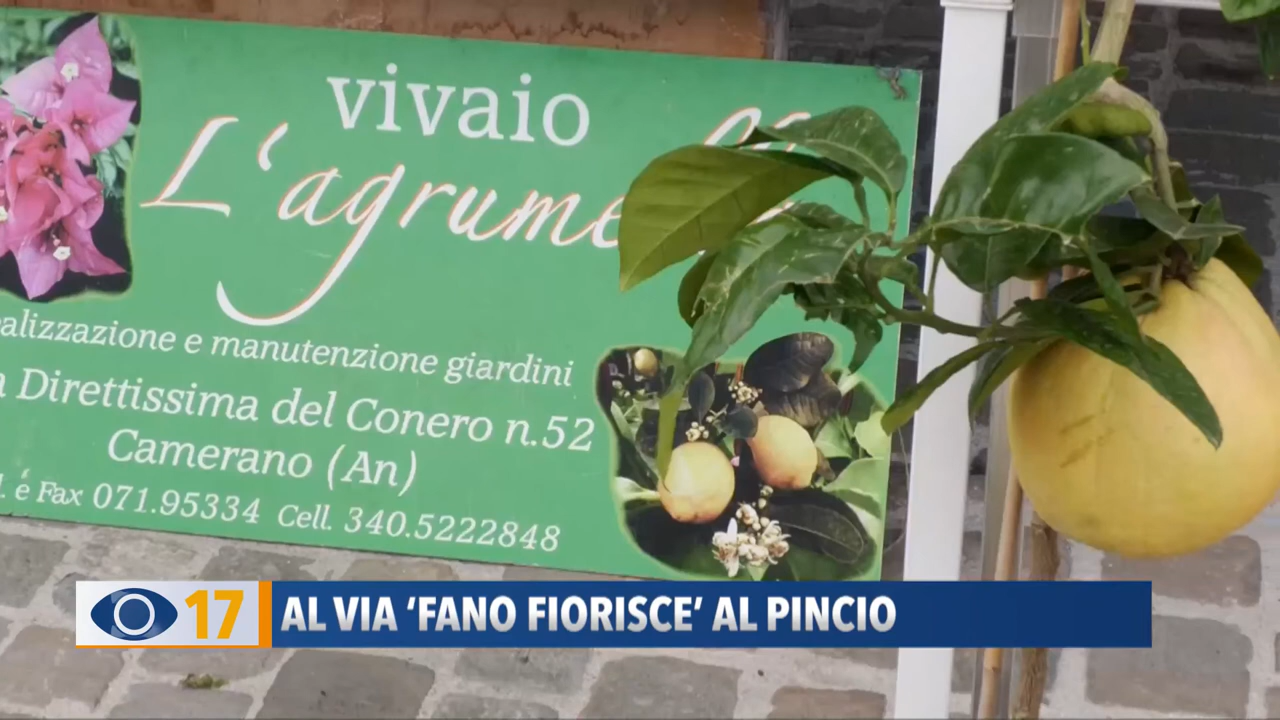 vivaio
L'agrume
alizzazione e manutenzione giardini
Direttissima del Conero n.52
Camerano (An)
e Fax 071.95334 Cell. 340.5222848
17 AL VIA ‘FANO FIORISCE’ AL PINCIO